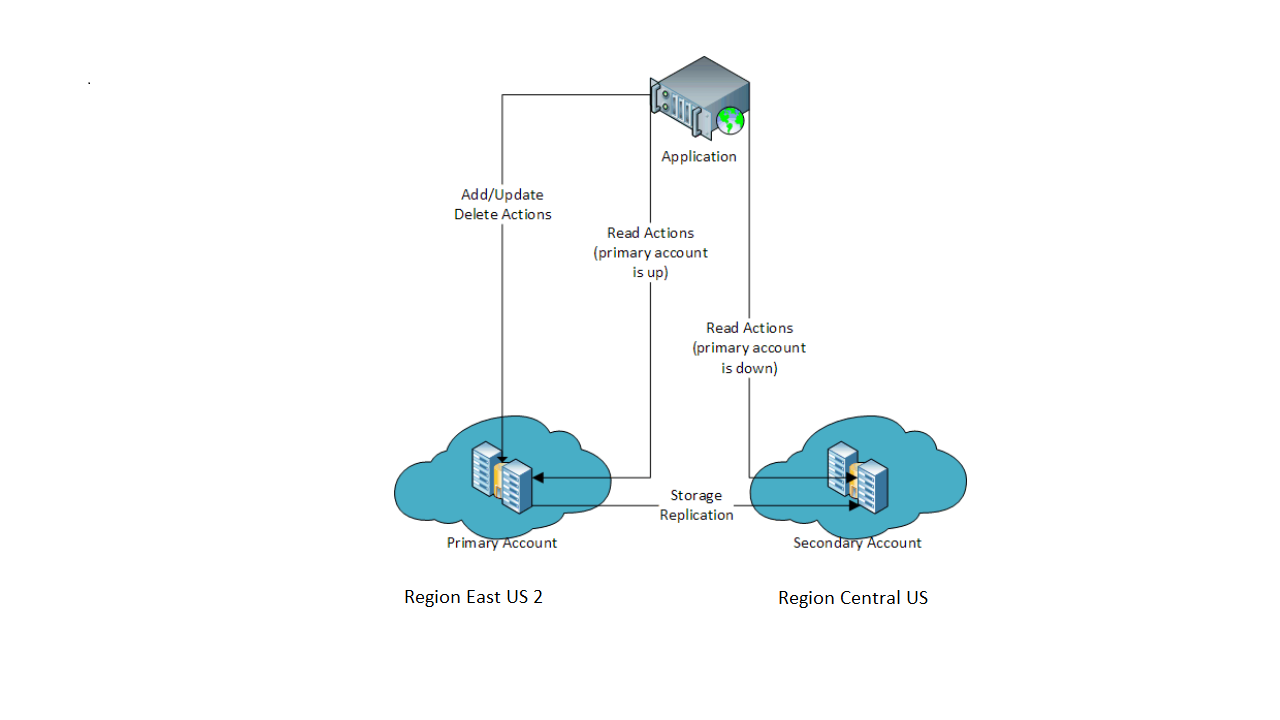 Application
Add/Update
Delete Actions
Read Actions
(primary account
is up)
Read Actions
(primary account
is down)
Storage
Replication
Primary Account
Secondary Account
Region East US 2
Region Central US